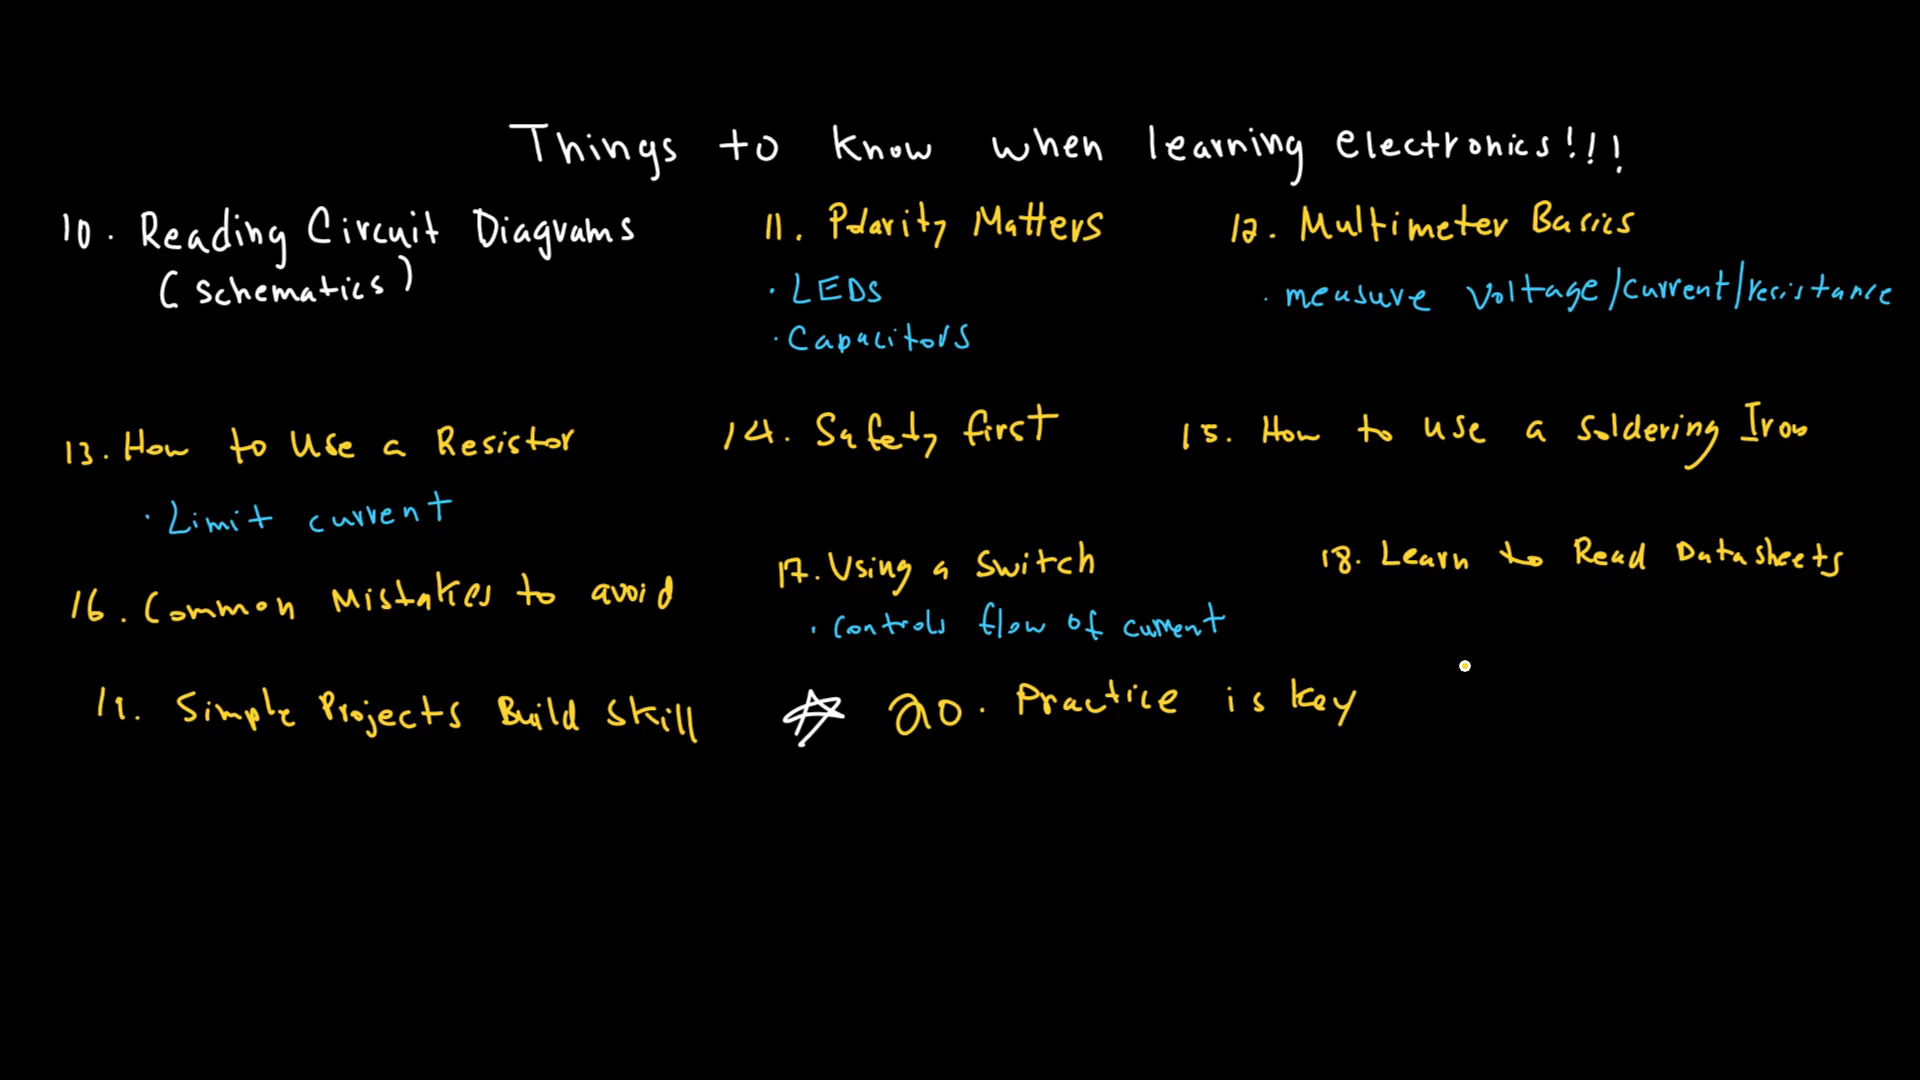 Things to know when learning electronics!!!
10. Reading Circuit Diagrams
(schematics)
11. Polarity Matters
· LEDs
· Capacitors
12. Multimeter Basics
· measure voltage/current/resistance
13. How to Use a Resistor
· Limit current
14. Safety first
15. How to use a Soldering Iron
16. Common Mistakes to avoid
17. Using a Switch
· controls flow of current
18. Learn to Read Datasheets
19. Simple Projects Build Skill
20. Practice is key